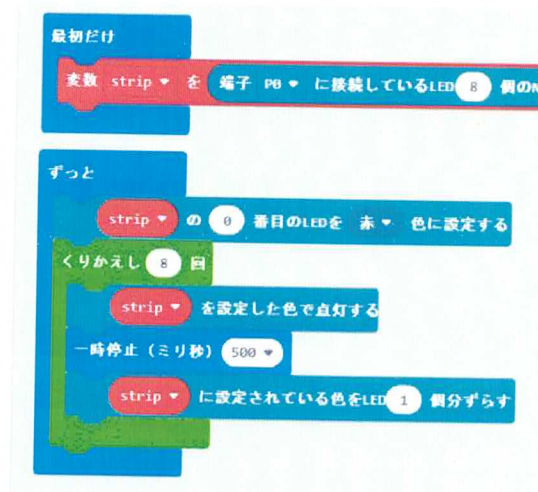 最初だけ
変数 strip を 端子 P0 に接続しているLED 8 個のN
ずっと
strip の 0 番目のLEDを 赤 色に設定する
くりかえし 8 回
strip を設定した色で点灯する
一時停止（ミリ秒） 500
strip に設定されている色をLED 1 個分ずらす